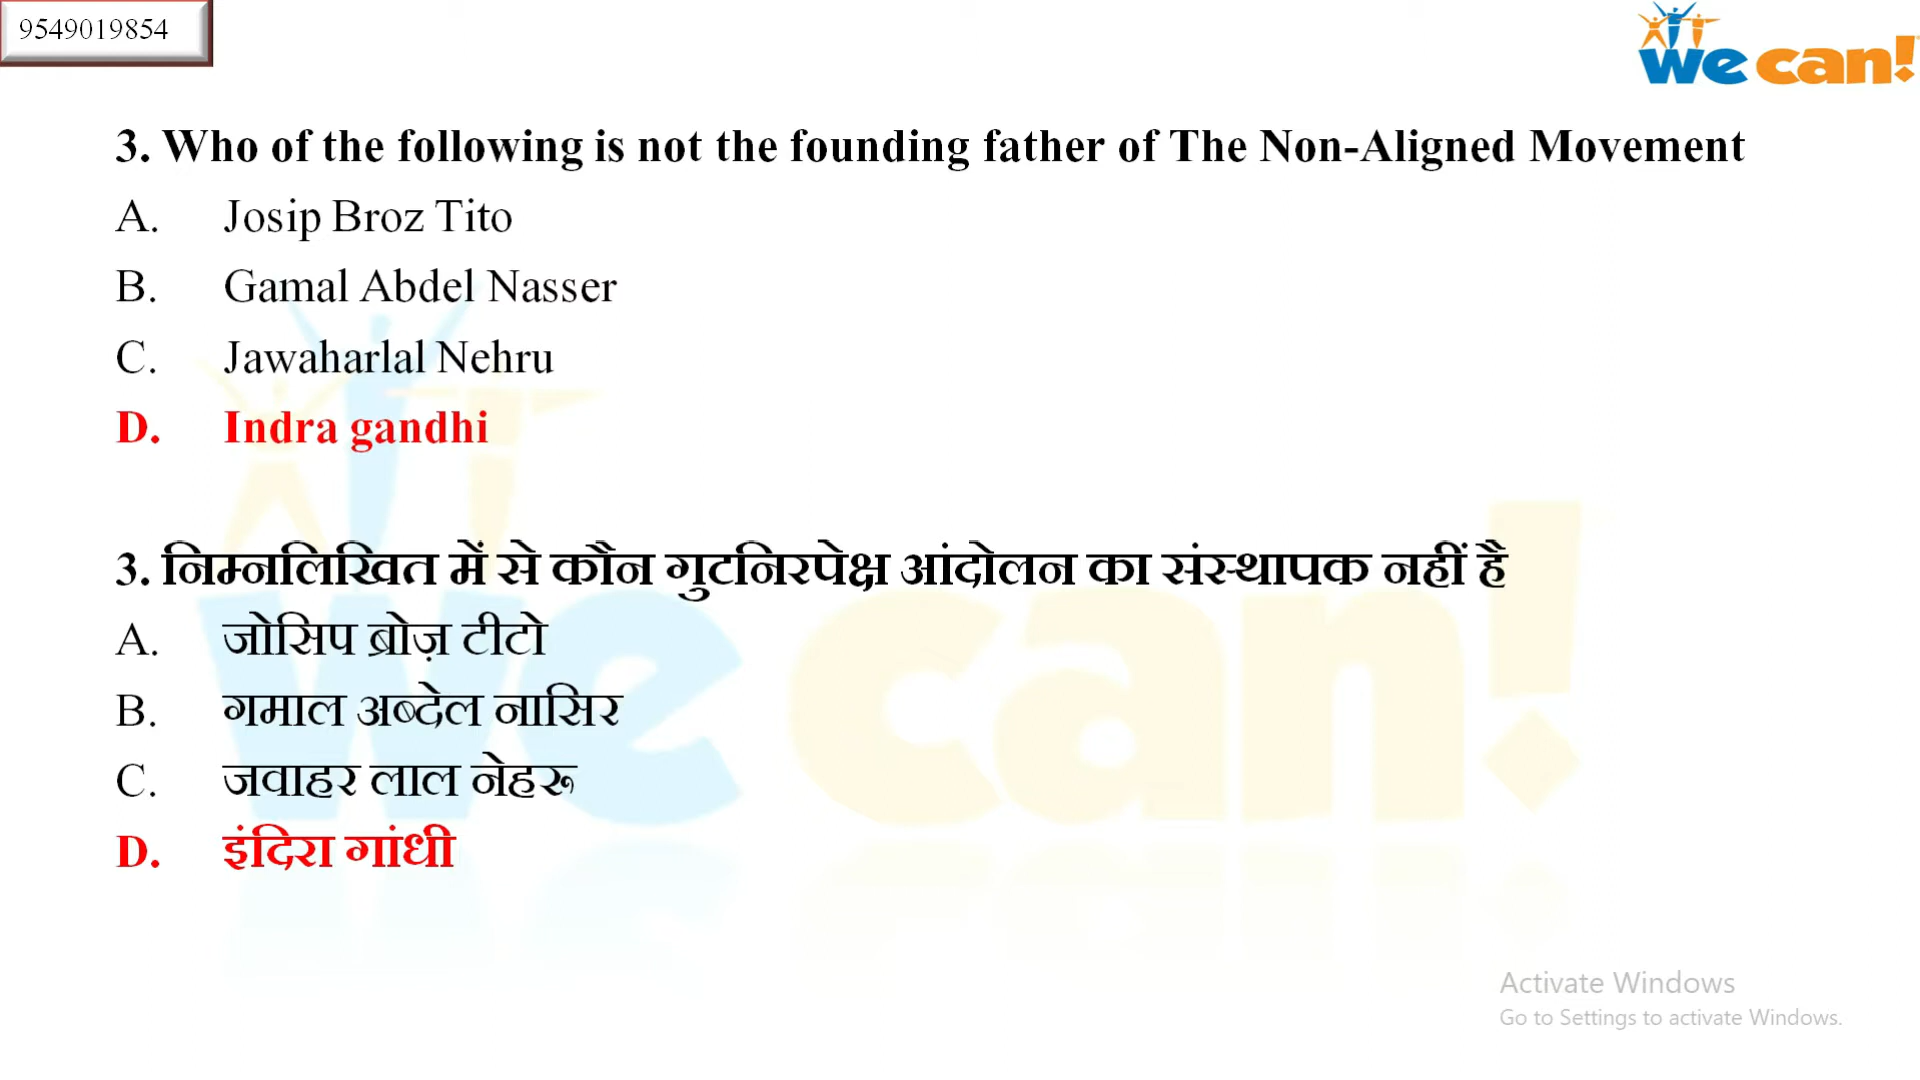 9549019854
we can!
3. Who of the following is not the founding father of The Non-Aligned Movement
A. Josip Broz Tito
B. Gamal Abdel Nasser
C. Jawaharlal Nehru
D. Indra gandhi
3. निम्नलिखित में से कौन गुटनिरपेक्ष आंदोलन का संस्थापक नहीं है
A. जोसिप ब्रोज़ टीटो
B. गमाल अब्देल नासिर
C. जवाहर लाल नेहरू
D. इंदिरा गांधी
we can!
Activate Windows
Go to Settings to activate Windows.